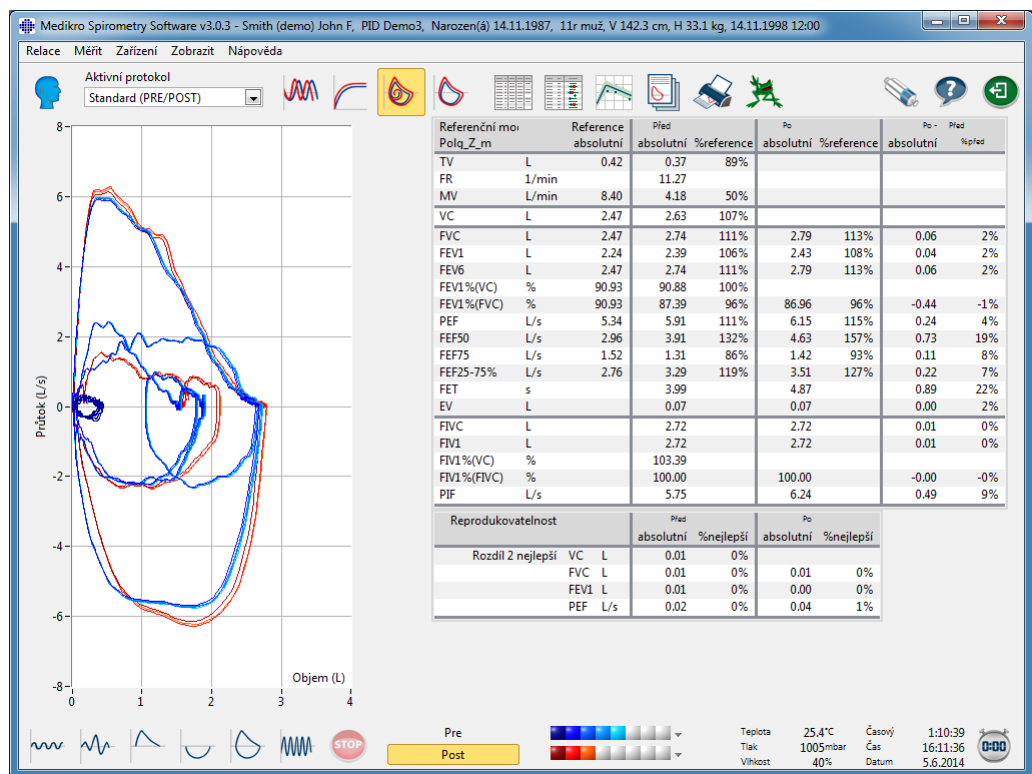 Medikro Spirometry Software v3.0.3 - Smith (demo) John F, PID Demo3, Narozen(á) 14.11.1987, 11r muž, V 142.3 cm, H 33.1 kg, 14.11.1998 12:00
Relace Měřit Zařízení Zobrazit Nápověda
Aktivní protokol
Standard (PRE/POST)
Referenční mo Reference Před Po Po - Před
Polq_Z_m absolutní absolutní %reference absolutní %reference absolutní %před
TV L 0.42 0.37 89%
FR 1/min 11.27
MV L/min 8.40 4.18 50%
VC L 2.47 2.63 107%
FVC L 2.47 2.74 111% 2.79 113% 0.06 2%
FEV1 L 2.24 2.39 106% 2.43 108% 0.04 2%
FEV6 L 2.47 2.74 111% 2.79 113% 0.06 2%
FEV1%(VC) % 90.93 90.88 100%
FEV1%(FVC) % 90.93 87.39 96% 86.96 96% -0.44 -1%
PEF L/s 5.34 5.91 111% 6.15 115% 0.24 4%
FEF50 L/s 2.96 3.91 132% 4.63 157% 0.73 19%
FEF75 L/s 1.52 1.31 86% 1.42 93% 0.11 8%
FEF25-75% L/s 2.76 3.29 119% 3.51 127% 0.22 7%
FET s 3.99 4.87 0.89 22%
EV L 0.07 0.07 0.00 2%
FIVC L 2.72 2.72 0.01 0%
FIV1 L 2.72 2.72 0.01 0%
FIV1%(VC) % 103.39
FIV1%(FIVC) % 100.00 100.00 -0.00 -0%
PIF L/s 5.75 6.24 0.49 9%
Reprodukovatelnost Před Po
absolutní %nejlepší absolutní %nejlepší
Rozdíl 2 nejlepší VC L 0.01 0%
FVC L 0.01 0% 0.01 0%
FEV1 L 0.01 0% 0.00 0%
PEF L/s 0.02 0% 0.04 1%
Průtok (L/s)
8
6
4
2
0
-2
-4
-6
-8
Objem (L)
0 1 2 3 4
STOP
Pre
Post
Teplota 25.4°C Časový 1:10:39
Tlak 1005mbar Čas 16:11:36
Vlhkost 40% Datum 5.6.2014
0:00